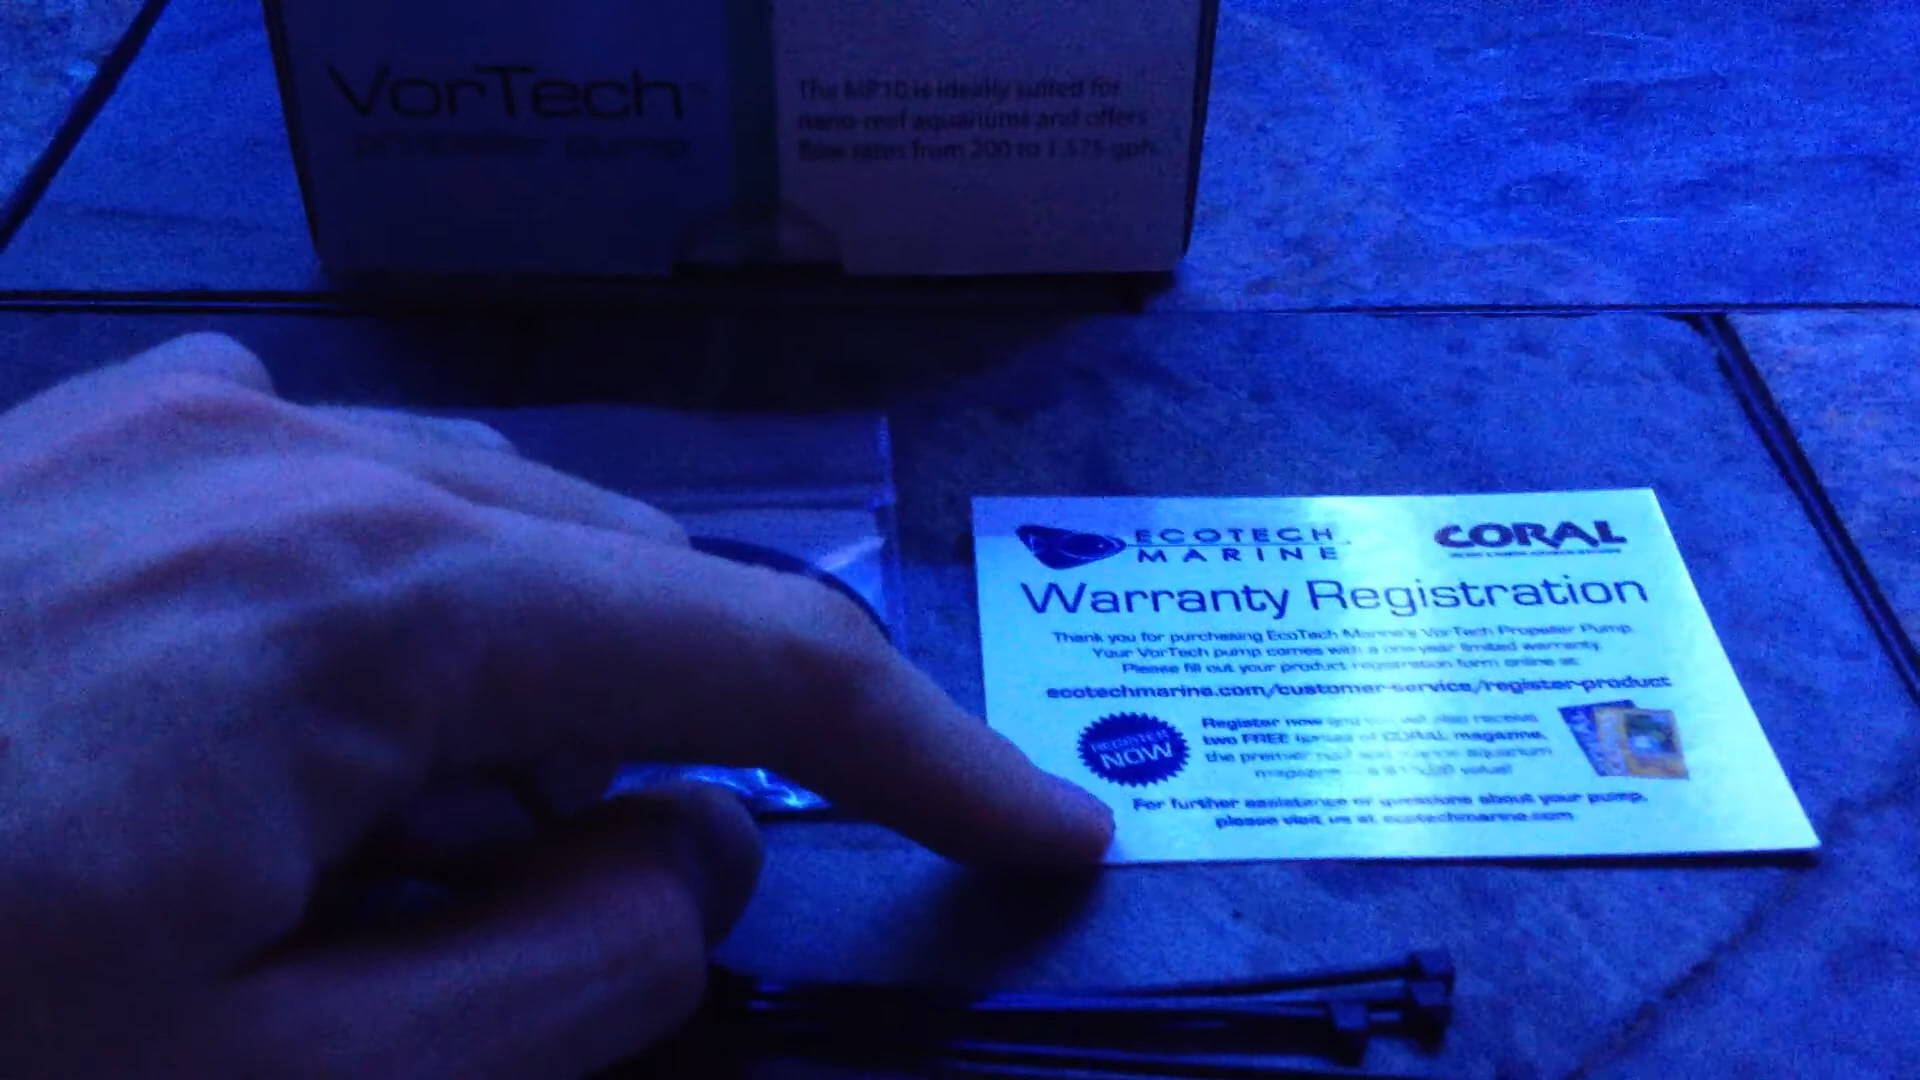 VorTech
propeller pump
The MP10 is ideally suited for
nano-reef aquariums and offers
flow rates from 200 to 1,575 gph.
ECOTECH
MARINE
CORAL
Warranty Registration
Thank you for purchasing EcoTech Marine's VorTech Propeller Pump.
Your VorTech pump comes with a one-year limited warranty.
Please fill out your product registration form online at:
ecotechmarine.com/customer-service/register-product
REGISTER
NOW
Register now and you will also receive
two FREE issues of CORAL magazine,
the premier reef and marine aquarium
magazine value!
For further assistance or questions about your pump,
please visit us at ecotechmarine.com